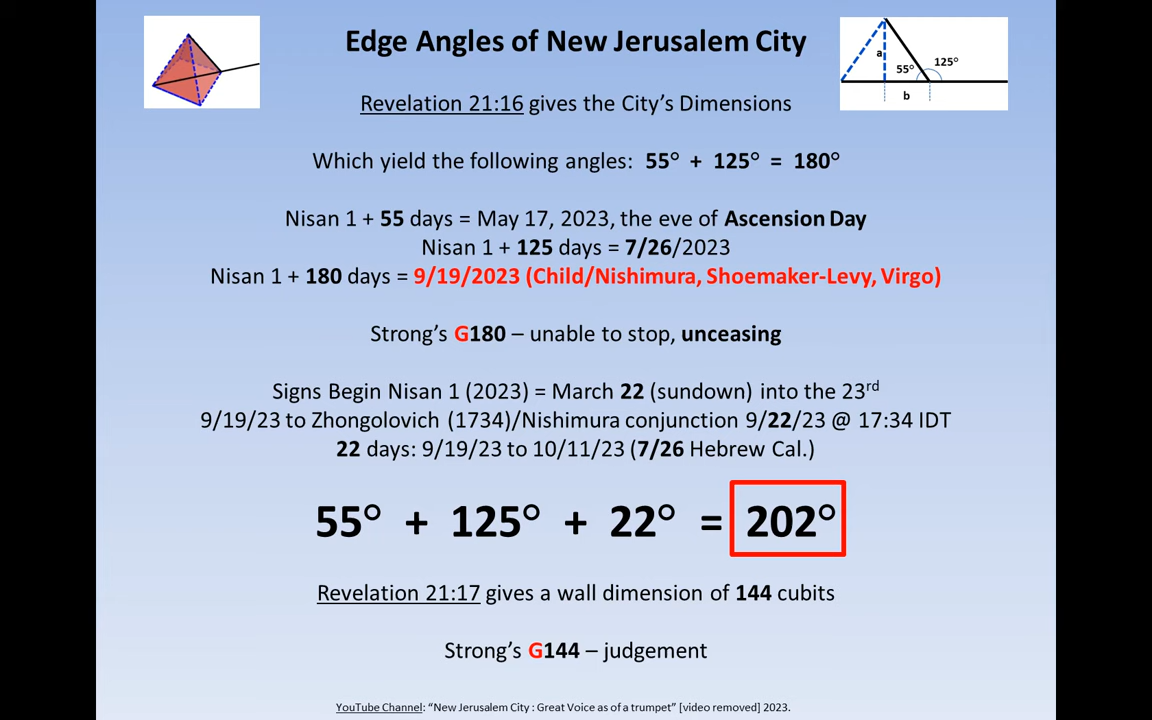 Edge Angles of New Jerusalem City
a
55°
125°
b
Revelation 21:16 gives the City's Dimensions
Which yield the following angles: 55° + 125° = 180°
Nisan 1 + 55 days = May 17, 2023, the eve of Ascension Day
Nisan 1 + 125 days = 7/26/2023
Nisan 1 + 180 days = 9/19/2023 (Child/Nishimura, Shoemaker-Levy, Virgo)
Strong's G180 – unable to stop, unceasing
Signs Begin Nisan 1 (2023) = March 22 (sundown) into the 23rd
9/19/23 to Zhongolovich (1734)/Nishimura conjunction 9/22/23 @ 17:34 IDT
22 days: 9/19/23 to 10/11/23 (7/26 Hebrew Cal.)
55° + 125° + 22° = 202°
Revelation 21:17 gives a wall dimension of 144 cubits
Strong's G144 – judgement
YouTube Channel: "New Jerusalem City : Great Voice as of a trumpet" [video removed] 2023.